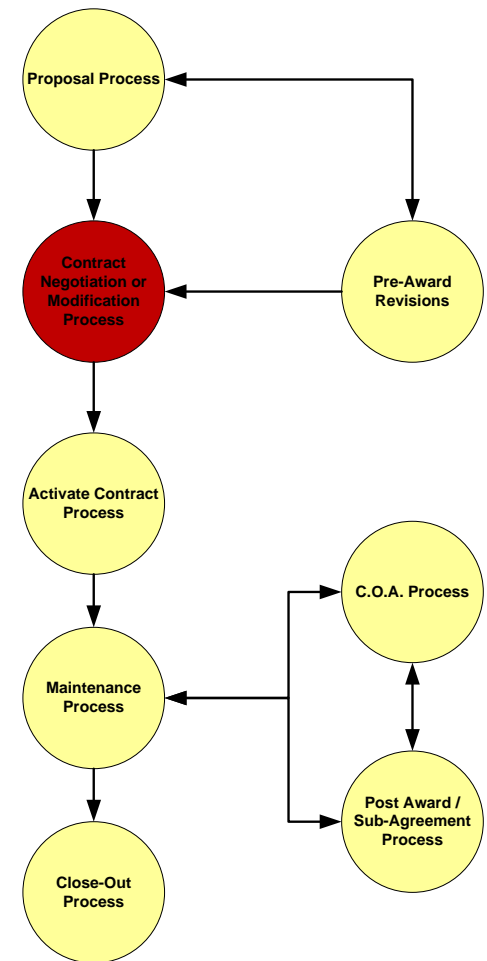 Proposal Process
Contract
Negotiation or
Modification
Process
Pre-Award
Revisions
Activate Contract
Process
C.O.A. Process
Maintenance
Process
Post Award /
Sub-Agreement
Process
Close-Out
Process